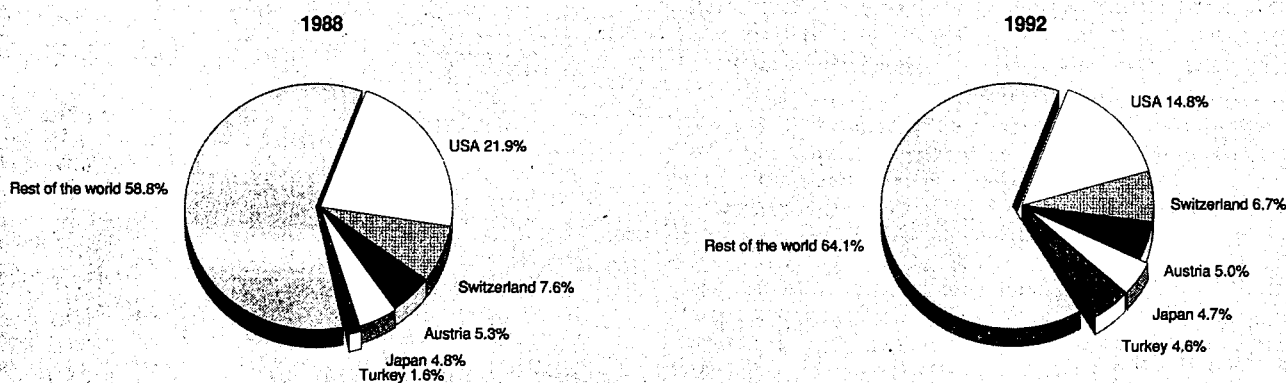 1988
USA 21.9%
Rest of the world 58.8%
Switzerland 7.6%
Austria 5.3%
Japan 4.8%
Turkey 1.6%
1992
USA 14.8%
Switzerland 6.7%
Rest of the world 64.1%
Austria 5.0%
Japan 4.7%
Turkey 4.6%